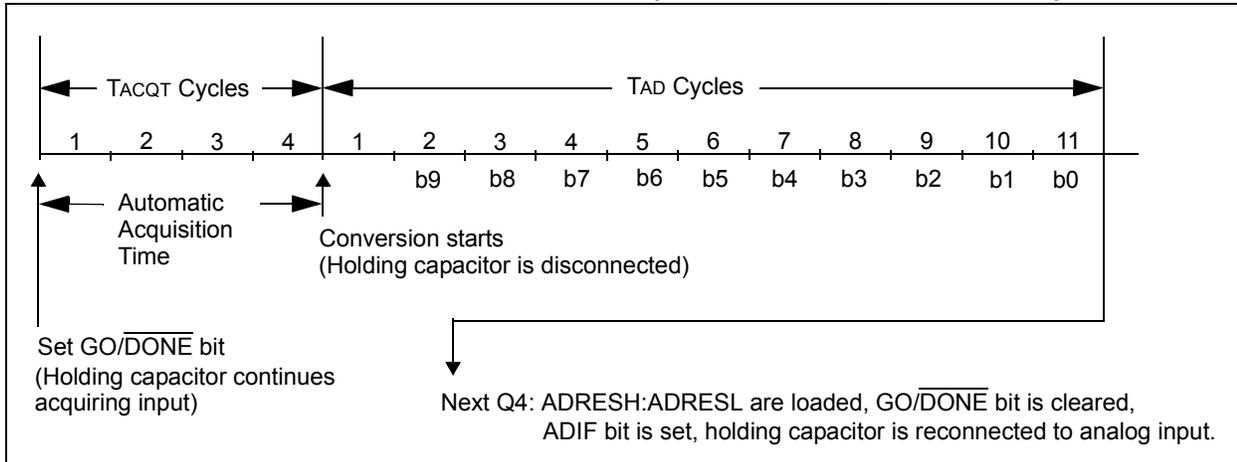 TACQT Cycles TAD Cycles
1 2 3 4 1 2 3 4 5 6 7 8 9 10 11
b9 b8 b7 b6 b5 b4 b3 b2 b1 b0
Automatic
Acquisition
Time
Conversion starts
(Holding capacitor is disconnected)
Set GO/DONE bit
(Holding capacitor continues
acquiring input)
Next Q4: ADRESH:ADRESL are loaded, GO/DONE bit is cleared,
ADIF bit is set, holding capacitor is reconnected to analog input.